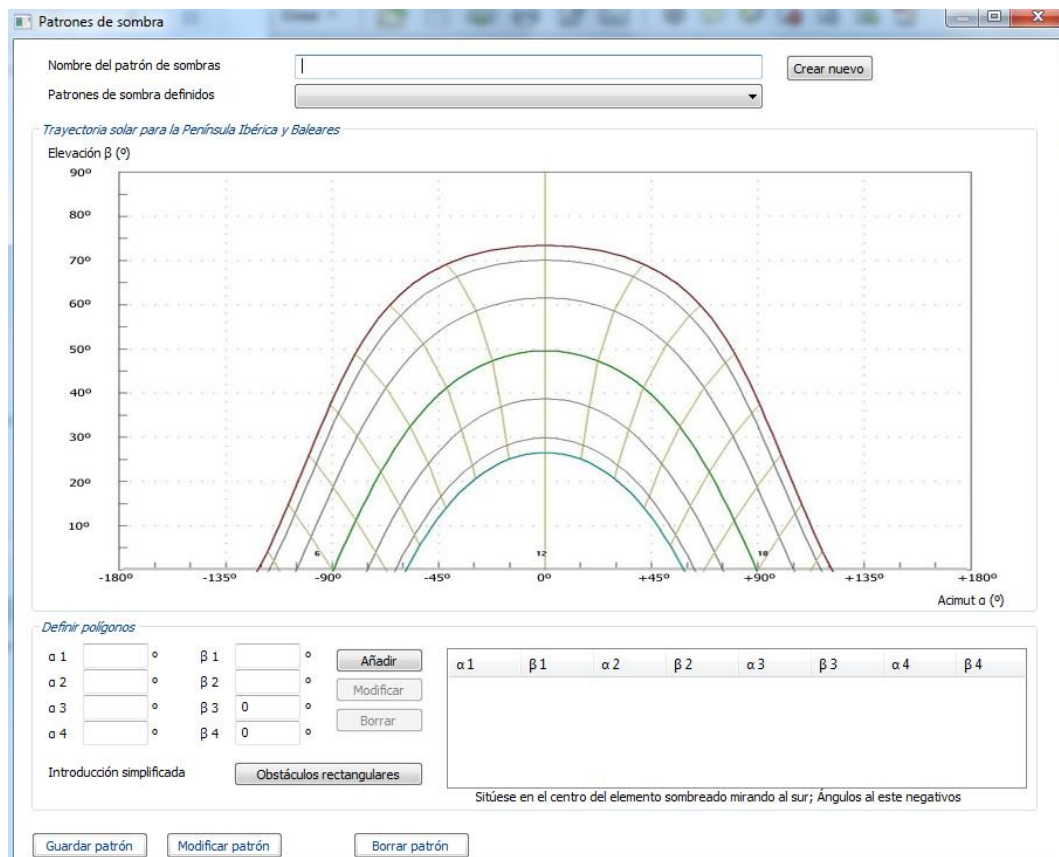 Patrones de sombra
Nombre del patrón de sombras
Crear nuevo
Patrones de sombra definidos
Trayectoria solar para la Península Ibérica y Baleares
Elevación β (º)
90º
80º
70º
60º
50º
40º
30º
20º
10º
6 12 18
-180º -135º -90º -45º 0º +45º +90º +135º +180º
Acimut α (º)
Definir polígonos
α 1 º β 1 º Añadir
α 2 º β 2 º Modificar
α 3 º β 3 0 º Borrar
α 4 º β 4 0 º
α 1 β 1 α 2 β 2 α 3 β 3 α 4 β 4
Introducción simplificada Obstáculos rectangulares
Sitúese en el centro del elemento sombreado mirando al sur; Ángulos al este negativos
Guardar patrón Modificar patrón Borrar patrón